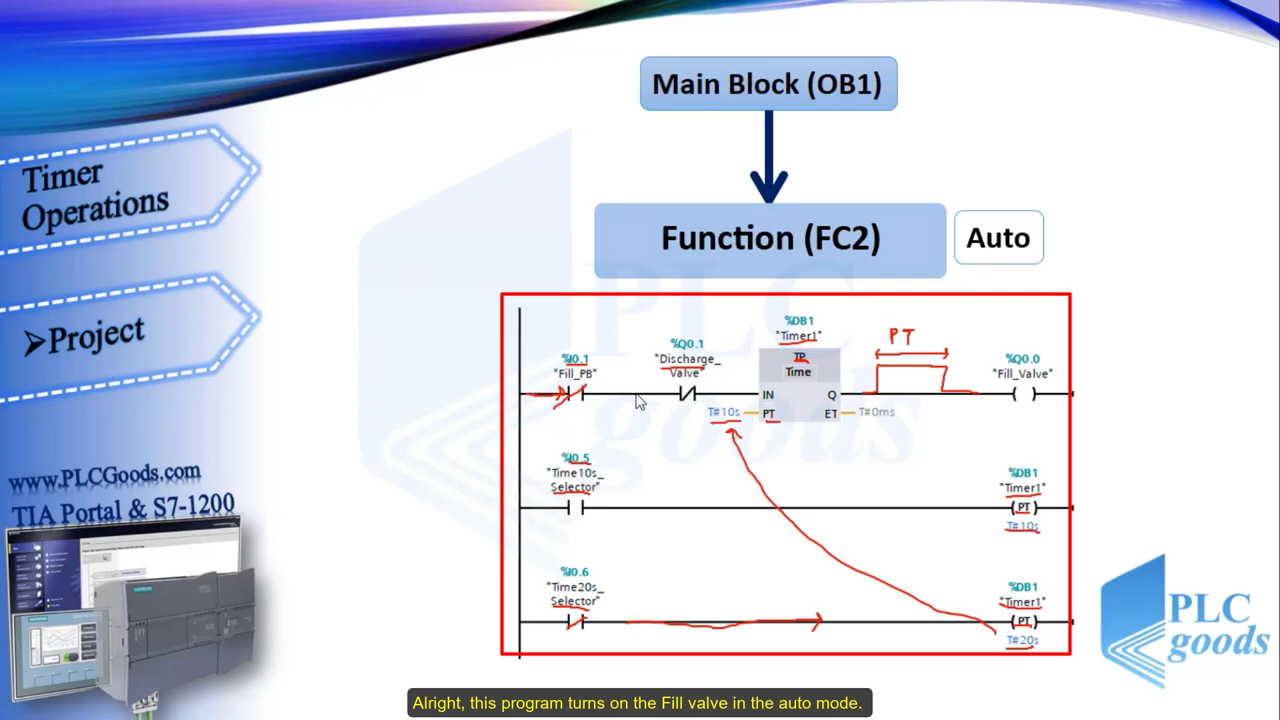 Main Block (OB1)
Timer
Operations
Function (FC2)
Auto
➢Project
%DB1
"Timer1"
PT
%I0.1
"Fill_PB"
%Q0.1
"Discharge_
Valve"
TP
Time
%Q0.0
"Fill_Valve"
IN
Q
T#10s
PT
ET
T#0ms
%I0.5
"Time10s_
Selector"
%DB1
"Timer1"
(PT)
T#10s
%I0.6
"Time20s_
Selector"
%DB1
"Timer1"
(PT)
T#20s
www.PLCGoods.com
TIA Portal & S7-1200
PLC
goods
PLC
goods
Alright, this program turns on the Fill valve in the auto mode.